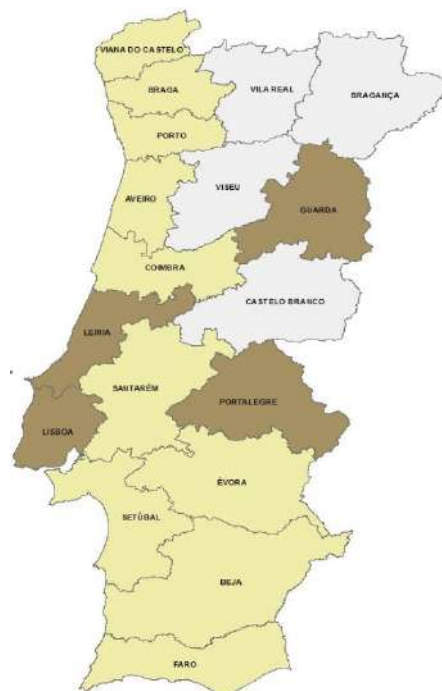 VIANA DO CASTELO
BRAGA
VILA REAL
BRAGANÇA
PORTO
AVEIRO
VISEU
GUARDA
COIMBRA
CASTELO BRANCO
LEIRIA
SANTARÉM
PORTALEGRE
LISBOA
ÉVORA
SETÚBAL
BEJA
FARO